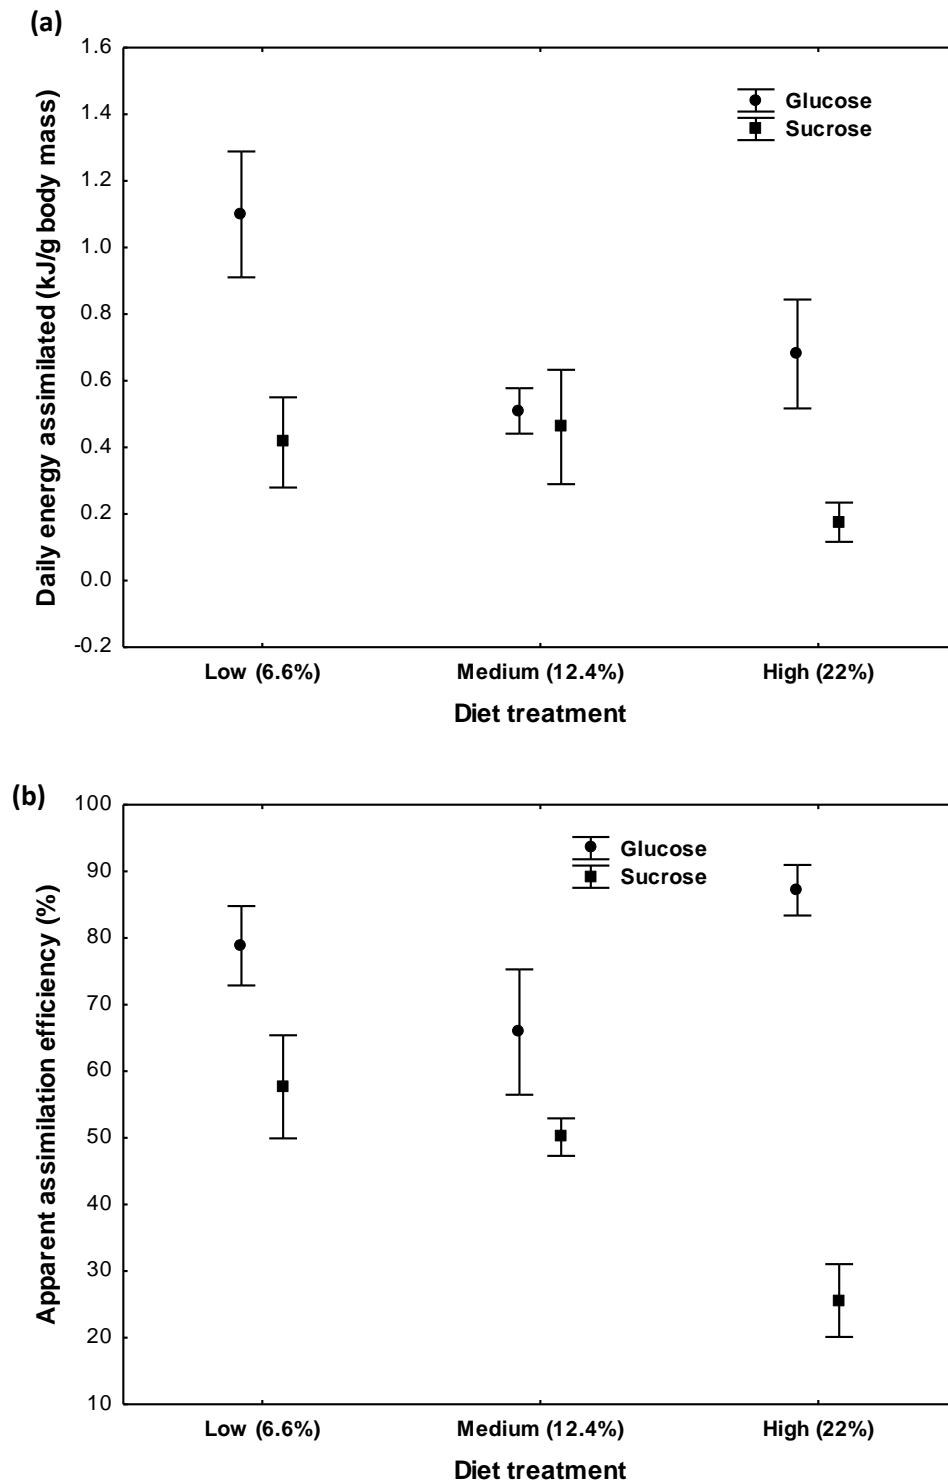 (a)
Daily energy assimilated (kJ/g body mass)
1.6
1.4
1.2
1.0
0.8
0.6
0.4
0.2
0.0
-0.2
Glucose
Sucrose
Low (6.6%)
Medium (12.4%)
High (22%)
Diet treatment
(b)
Apparent assimilation efficiency (%)
100
90
80
70
60
50
40
30
20
10
Glucose
Sucrose
Low (6.6%)
Medium (12.4%)
High (22%)
Diet treatment